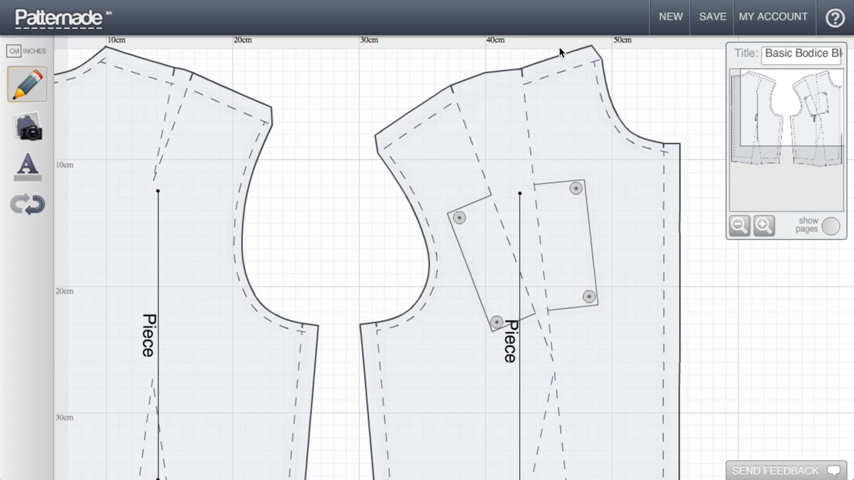 Patternade
NEW
SAVE
MY ACCOUNT
?
CM INCHES
10cm
20cm
30cm
40cm
50cm
Title: Basic Bodice Bl
10cm
A
20cm
show
pages
Piece
Piece
30cm
SEND FEEDBACK